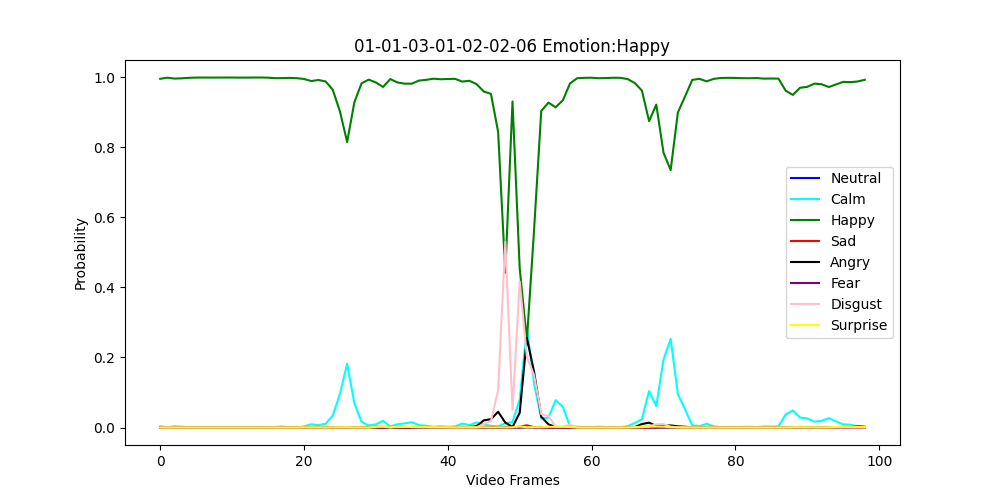 01-01-03-01-02-02-06 Emotion:Happy
Probability
1.0
0.8
0.6
0.4
0.2
0.0
Neutral
Calm
Happy
Sad
Angry
Fear
Disgust
Surprise
0 20 40 60 80 100
Video Frames